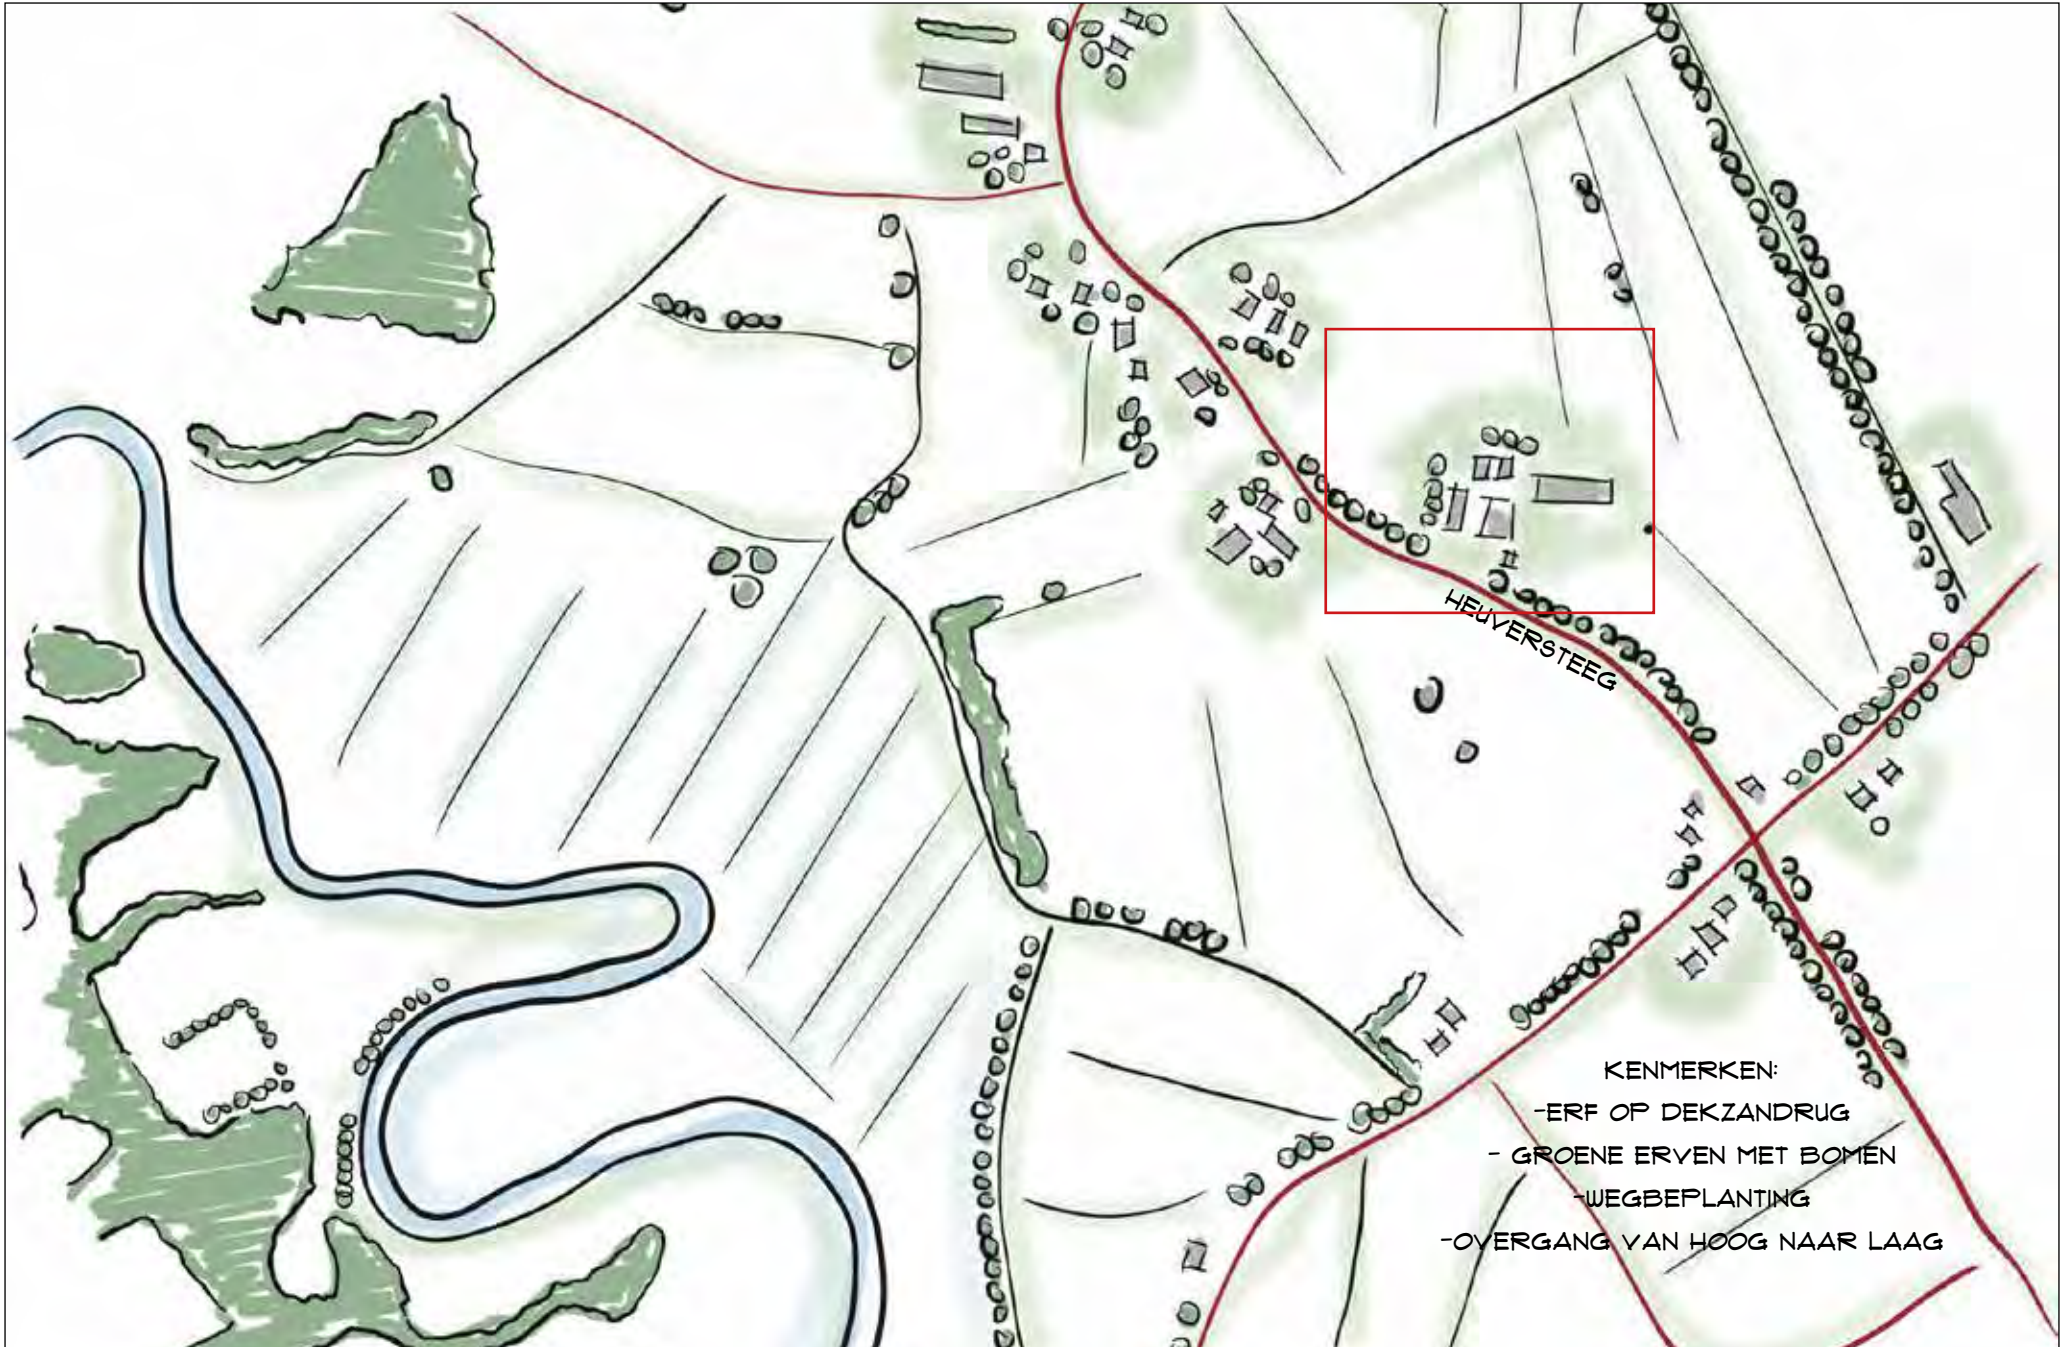 HEUVERSTEEG
KENMERKEN:
-ERF OP DEKZANDRUG
- GROENE ERVEN MET BOMEN
-WEGBEPLANTING
-OVERGANG VAN HOOG NAAR LAAG